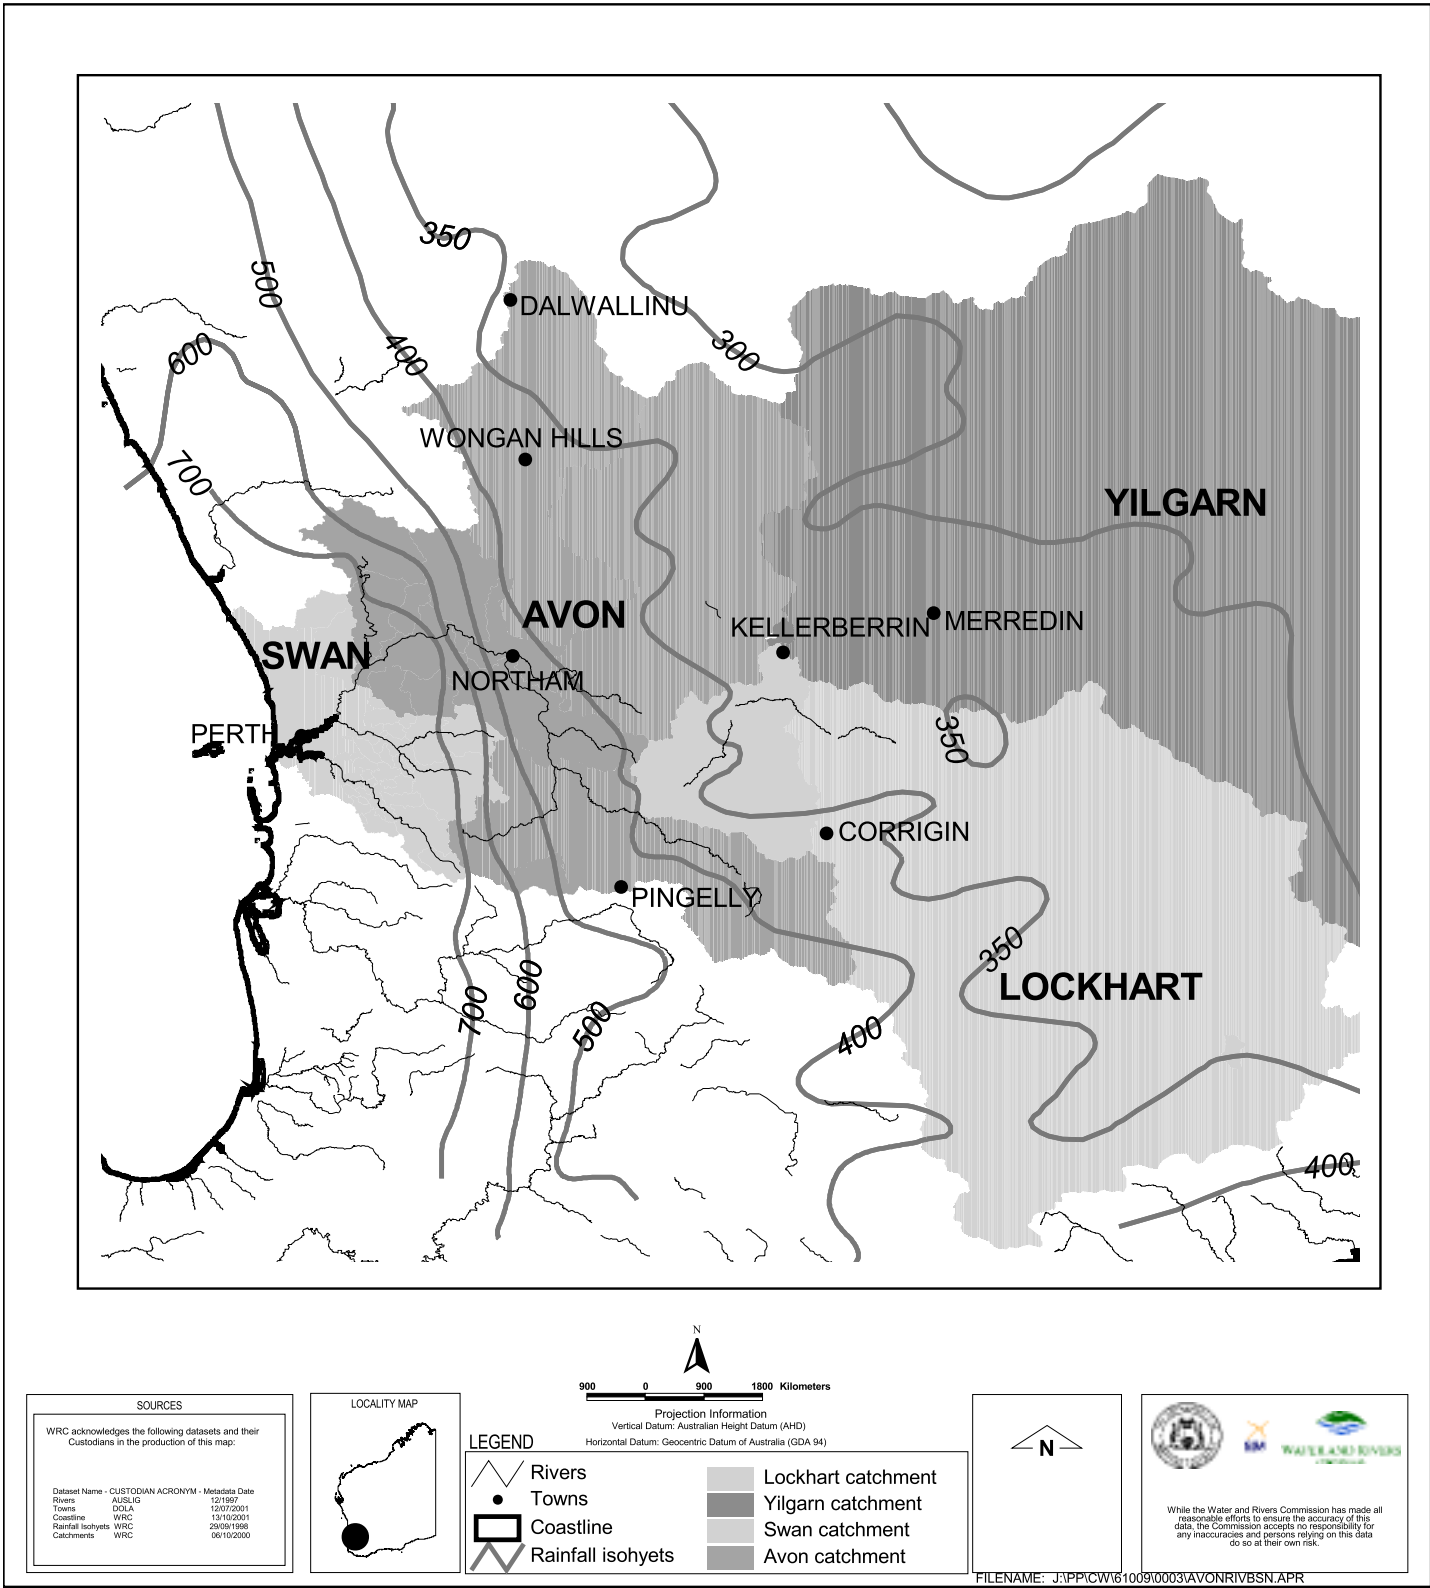 350
500
DALWALLINU
400
300
600
WONGAN HILLS
700
YILGARN
AVON
KELLERBERRIN
MERREDIN
SWAN
NORTHAM
PERTH
350
CORRIGIN
PINGELLY
350
LOCKHART
700
600
500
400
400
N
900 0 900 1800 Kilometers
Projection Information
Vertical Datum: Australian Height Datum (AHD)
Horizontal Datum: Geocentric Datum of Australia (GDA 94)
SOURCES
WRC acknowledges the following datasets and their
Custodians in the production of this map:
Dataset Name - CUSTODIAN ACRONYM - Metadata Date
Rivers AUSLIG 12/1997
Towns DOLA 12/07/2001
Coastline WRC 13/10/2001
Rainfall Isohyets WRC 29/09/1998
Catchments WRC 06/10/2000
LOCALITY MAP
LEGEND
Rivers
Towns
Coastline
Rainfall isohyets
Lockhart catchment
Yilgarn catchment
Swan catchment
Avon catchment
N
WATER AND RIVERS
While the Water and Rivers Commission has made all
reasonable efforts to ensure the accuracy of this
data, the Commission accepts no responsibility for
any inaccuracies and persons relying on this data
do so at their own risk.
FILENAME: J:\PP\CW\61009\0003\AVONRIVBSN.APR